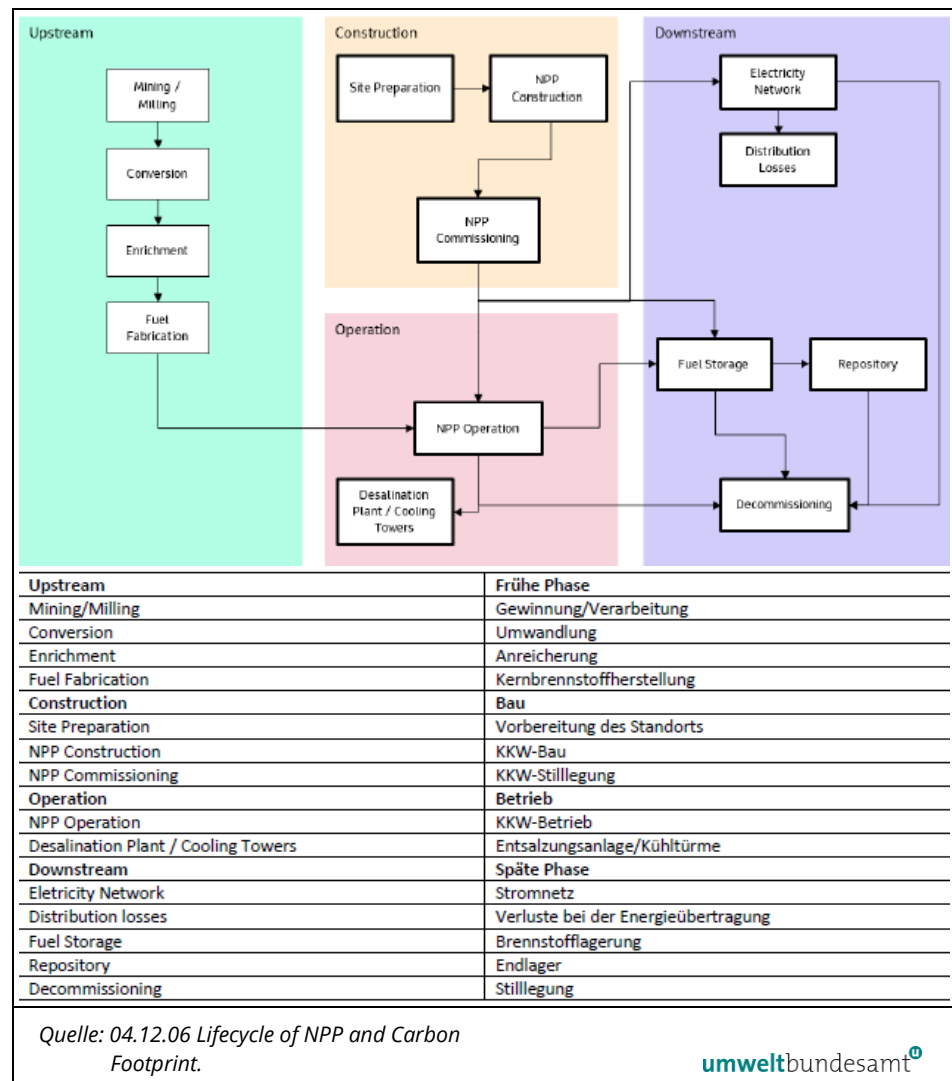 Upstream
Mining /
Milling
Conversion
Enrichment
Fuel
Fabrication
Construction
Site Preparation
NPP
Construction
NPP
Commissioning
Operation
NPP Operation
Desalination
Plant / Cooling
Towers
Downstream
Electricity
Network
Distribution
Losses
Fuel Storage
Repository
Decommissioning
Upstream Frühe Phase
Mining/Milling Gewinnung/Verarbeitung
Conversion Umwandlung
Enrichment Anreicherung
Fuel Fabrication Kernbrennstoffherstellung
Construction Bau
Site Preparation Vorbereitung des Standorts
NPP Construction KKW-Bau
NPP Commissioning KKW-Stilllegung
Operation Betrieb
NPP Operation KKW-Betrieb
Desalination Plant / Cooling Towers Entsalzungsanlage/Kühltürme
Downstream Späte Phase
Eletricity Network Stromnetz
Distribution losses Verluste bei der Energieübertragung
Fuel Storage Brennstofflagerung
Repository Endlager
Decommissioning Stilllegung
Quelle: 04.12.06 Lifecycle of NPP and Carbon
Footprint.
umweltbundesamt u